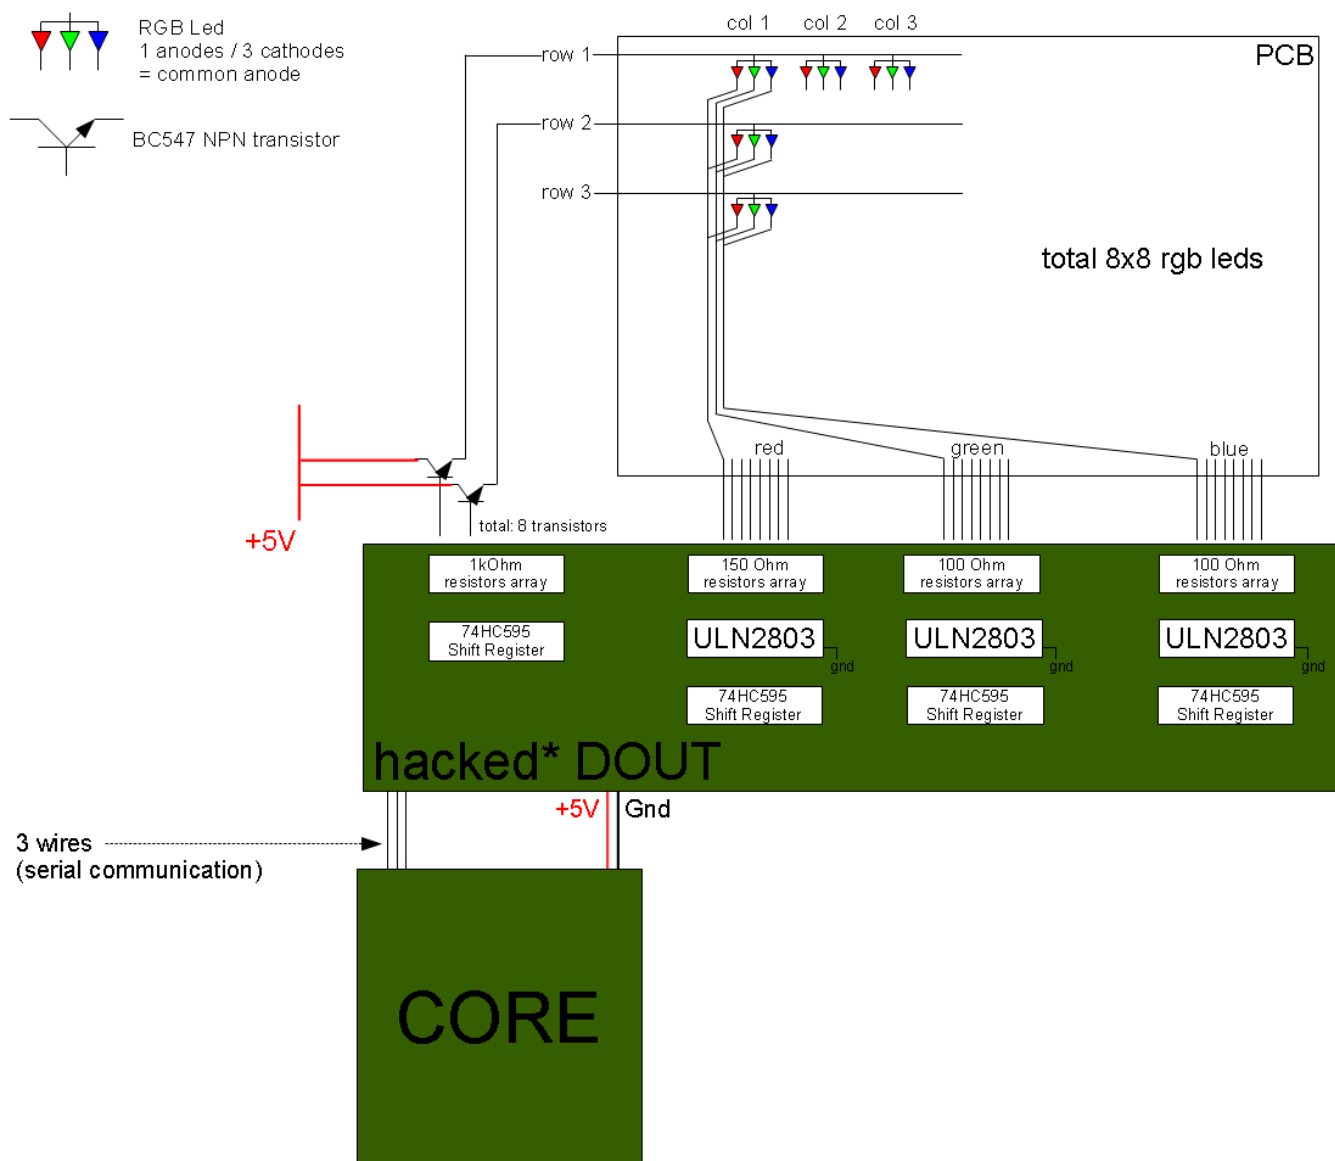 RGB Led
1 anodes / 3 cathodes
= common anode
BC547 NPN transistor
col 1
col 2
col 3
PCB
row 1
row 2
row 3
total 8x8 rgb leds
red
green
blue
+5V
total: 8 transistors
1kOhm
resistors array
150 Ohm
resistors array
100 Ohm
resistors array
100 Ohm
resistors array
74HC595
Shift Register
ULN2803
gnd
ULN2803
gnd
ULN2803
gnd
74HC595
Shift Register
74HC595
Shift Register
74HC595
Shift Register
hacked* DOUT
+5V
Gnd
3 wires
(serial communication)
CORE